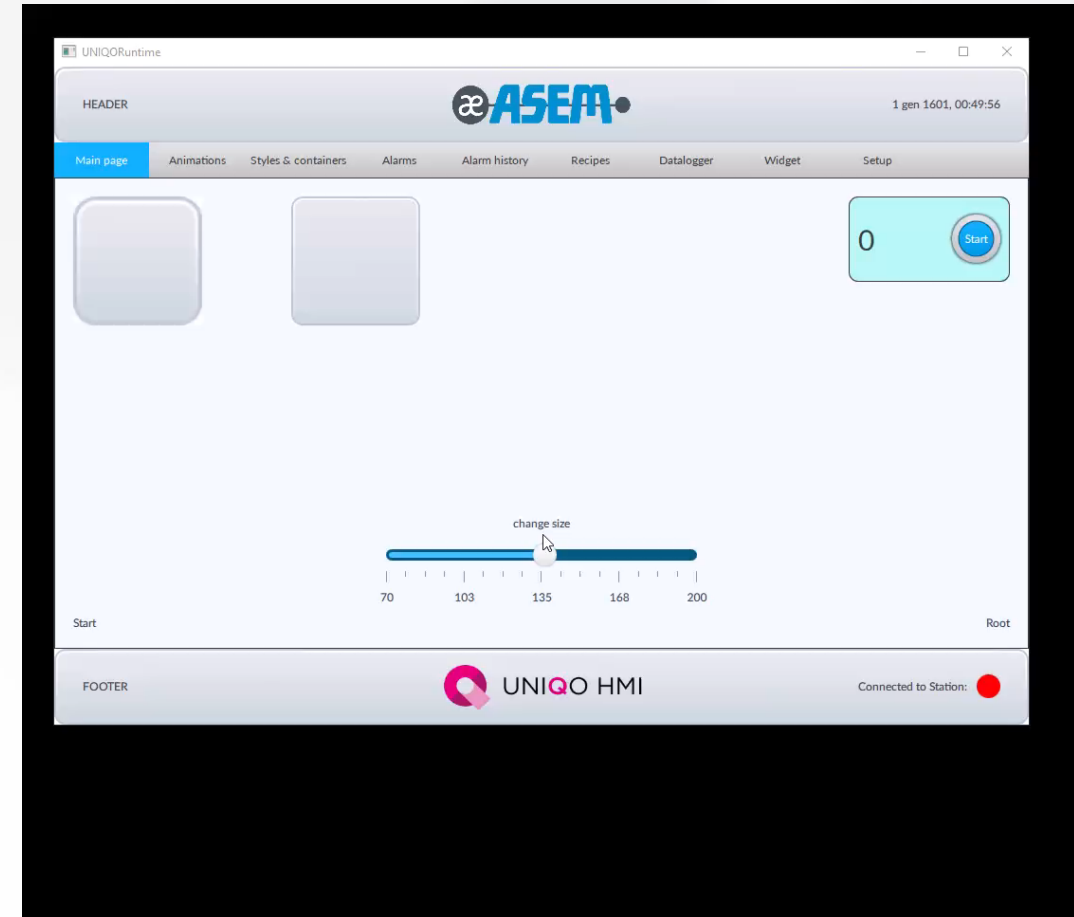 UNIQORuntime
HEADER
æ ASEM
1 gen 1601, 00:49:56
Main page Animations Styles & containers Alarms Alarm history Recipes Datalogger Widget Setup
0
Start
change size
70 103 135 168 200
Start
Root
FOOTER
UNIQO HMI
Connected to Station: